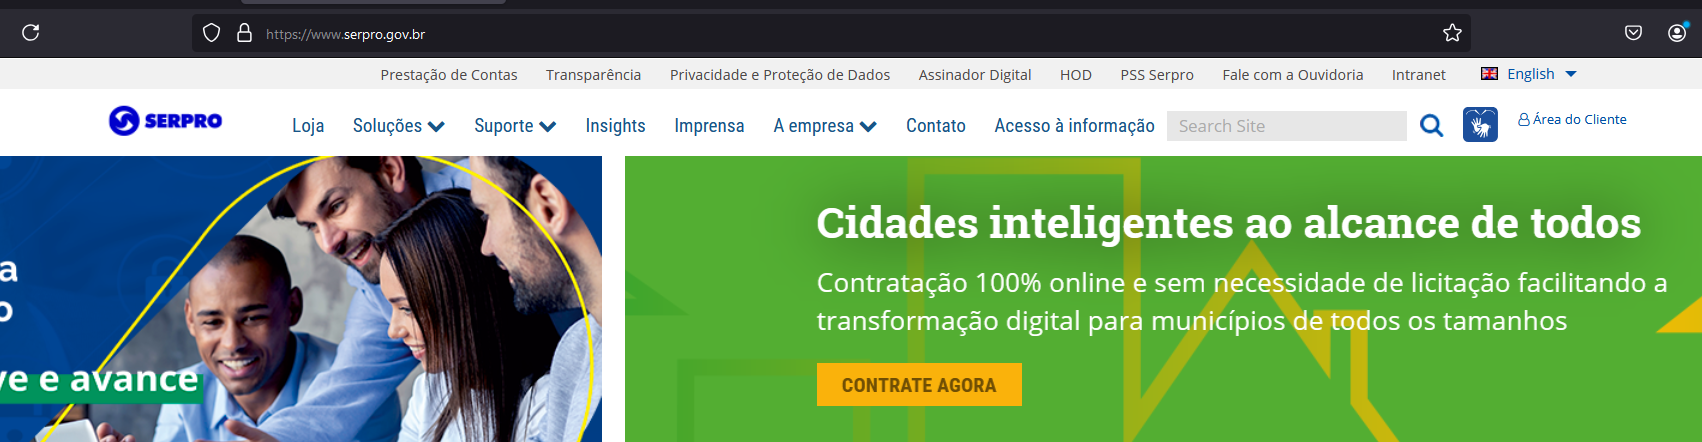 https://www.serpro.gov.br
Prestação de Contas Transparência Privacidade e Proteção de Dados Assinador Digital HOD PSS Serpro Fale com a Ouvidoria Intranet English
SERPRO Loja Soluções Suporte Insights Imprensa A empresa Contato Acesso à informação Search Site Área do Cliente
a
o
e avance
Cidades inteligentes ao alcance de todos
Contratação 100% online e sem necessidade de licitação facilitando a
transformação digital para municípios de todos os tamanhos
CONTRATE AGORA